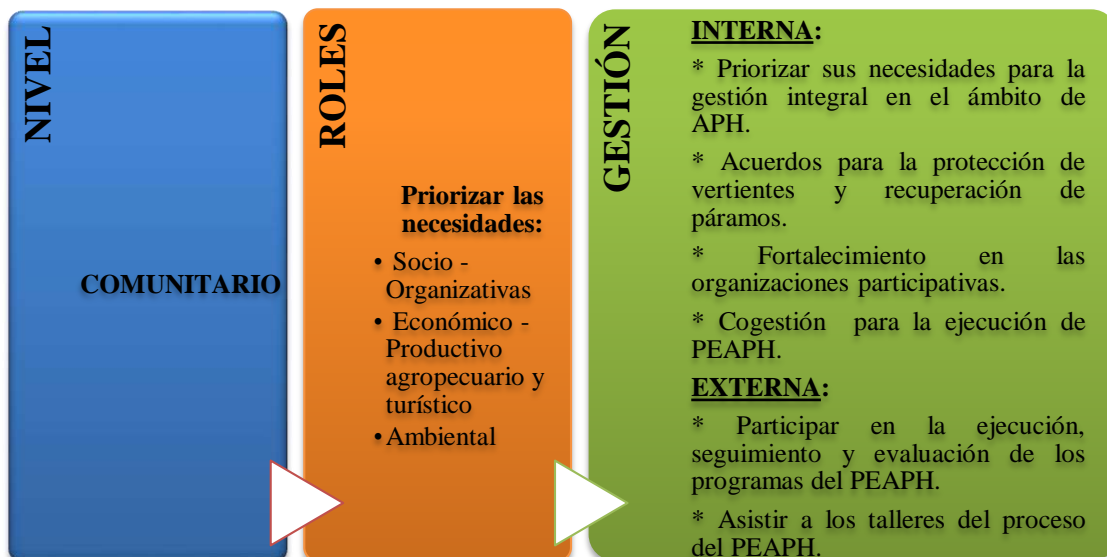 NIVEL
COMUNITARIO
ROLES
Priorizar las
necesidades:
• Socio -
Organizativas
• Económico -
Productivo
agropecuario y
turístico
• Ambiental
GESTIÓN
INTERNA:
* Priorizar sus necesidades para la
gestión integral en el ámbito de
APH.
* Acuerdos para la protección de
vertientes y recuperación de
páramos.
* Fortalecimiento en las
organizaciones participativas.
* Cogestión para la ejecución de
PEAPH.
EXTERNA:
* Participar en la ejecución,
seguimiento y evaluación de los
programas del PEAPH.
* Asistir a los talleres del proceso
del PEAPH.